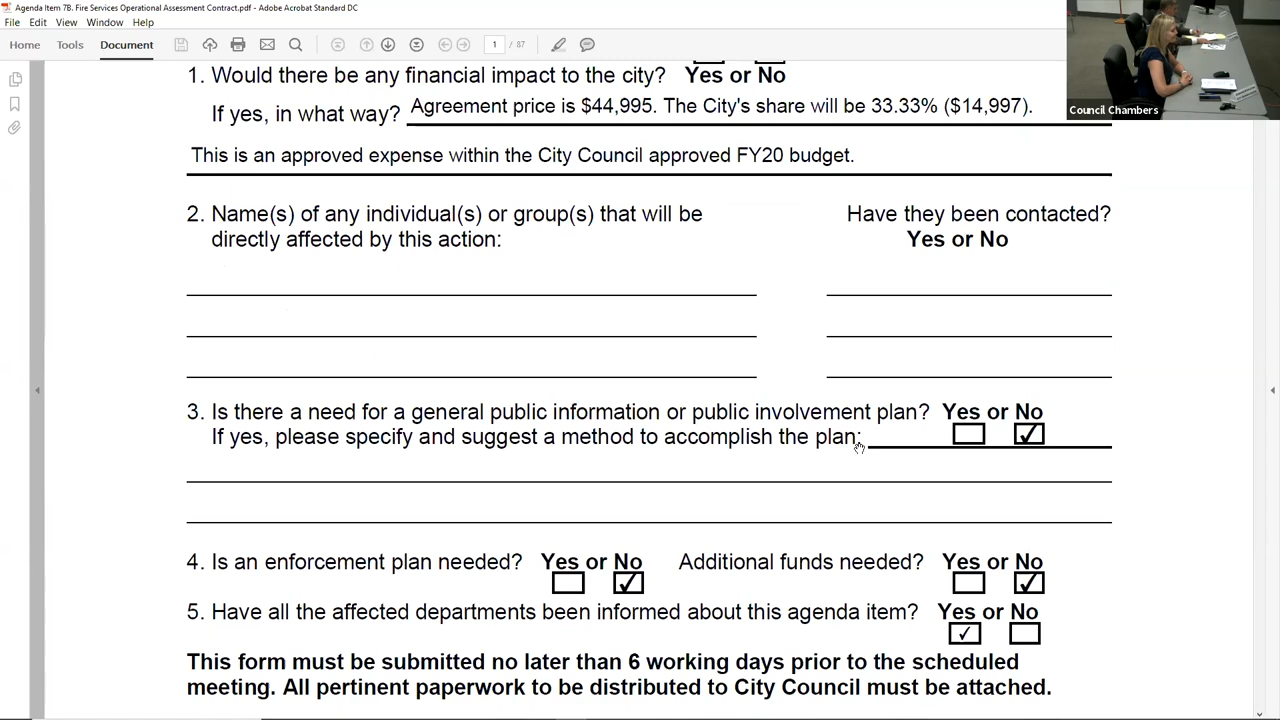 Agenda Item 7B. Fire Services Operational Assessment Contract.pdf - Adobe Acrobat Standard DC
File Edit View Window Help
Home Tools Document 1 / 87
Council Chambers
1. Would there be any financial impact to the city? Yes or No
If yes, in what way? Agreement price is $44,995. The City's share will be 33.33% ($14,997).
This is an approved expense within the City Council approved FY20 budget.
2. Name(s) of any individual(s) or group(s) that will be Have they been contacted?
directly affected by this action: Yes or No
3. Is there a need for a general public information or public involvement plan? Yes or No
If yes, please specify and suggest a method to accomplish the plan: ✓
4. Is an enforcement plan needed? Yes or No Additional funds needed? Yes or No
✓ ✓
5. Have all the affected departments been informed about this agenda item? Yes or No
✓
This form must be submitted no later than 6 working days prior to the scheduled
meeting. All pertinent paperwork to be distributed to City Council must be attached.